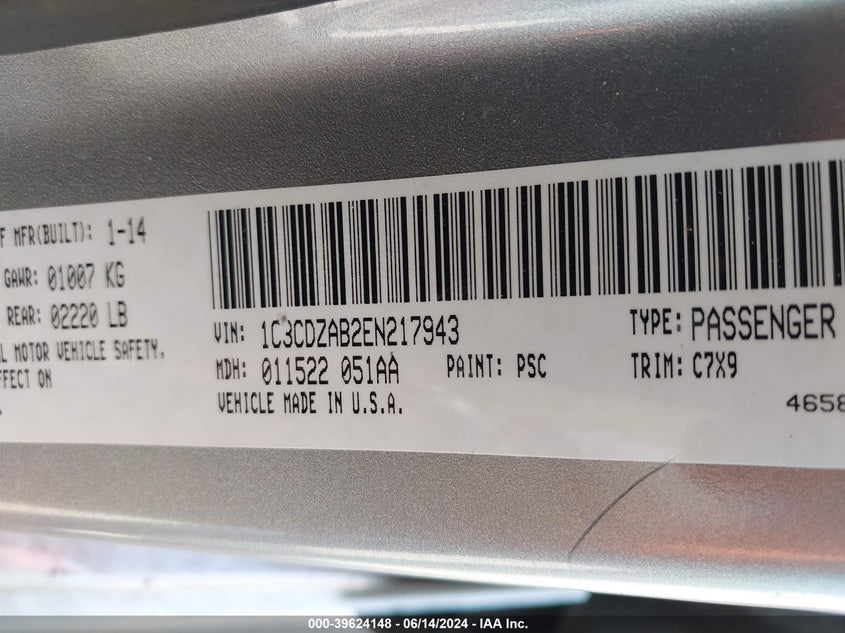 F MFR(BUILT): 1-14
GAWR: 01007 KG
REAR: 02220 LB
L MOTOR VEHICLE SAFETY,
FFECT ON
VIN: 1C3CDZAB2EN217943 TYPE: PASSENGER
MDH: 011522 051AA PAINT: PSC TRIM: C7X9
VEHICLE MADE IN U.S.A.
4658
000-39624148 - 06/14/2024 - IAA Inc.